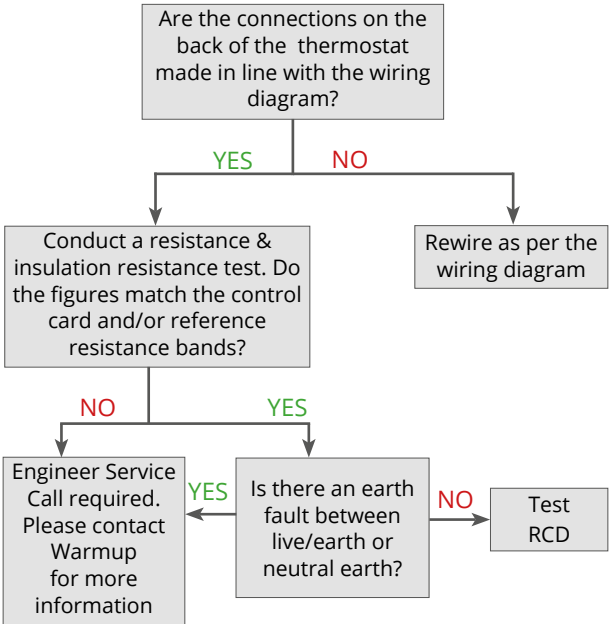 Are the connections on the
back of the thermostat
made in line with the wiring
diagram?
YES
NO
Conduct a resistance &
insulation resistance test. Do
the figures match the control
card and/or reference
resistance bands?
Rewire as per the
wiring diagram
NO
YES
Engineer Service
Call required.
Please contact
Warmup
for more
information
YES
Is there an earth
fault between
live/earth or
neutral earth?
NO
Test
RCD